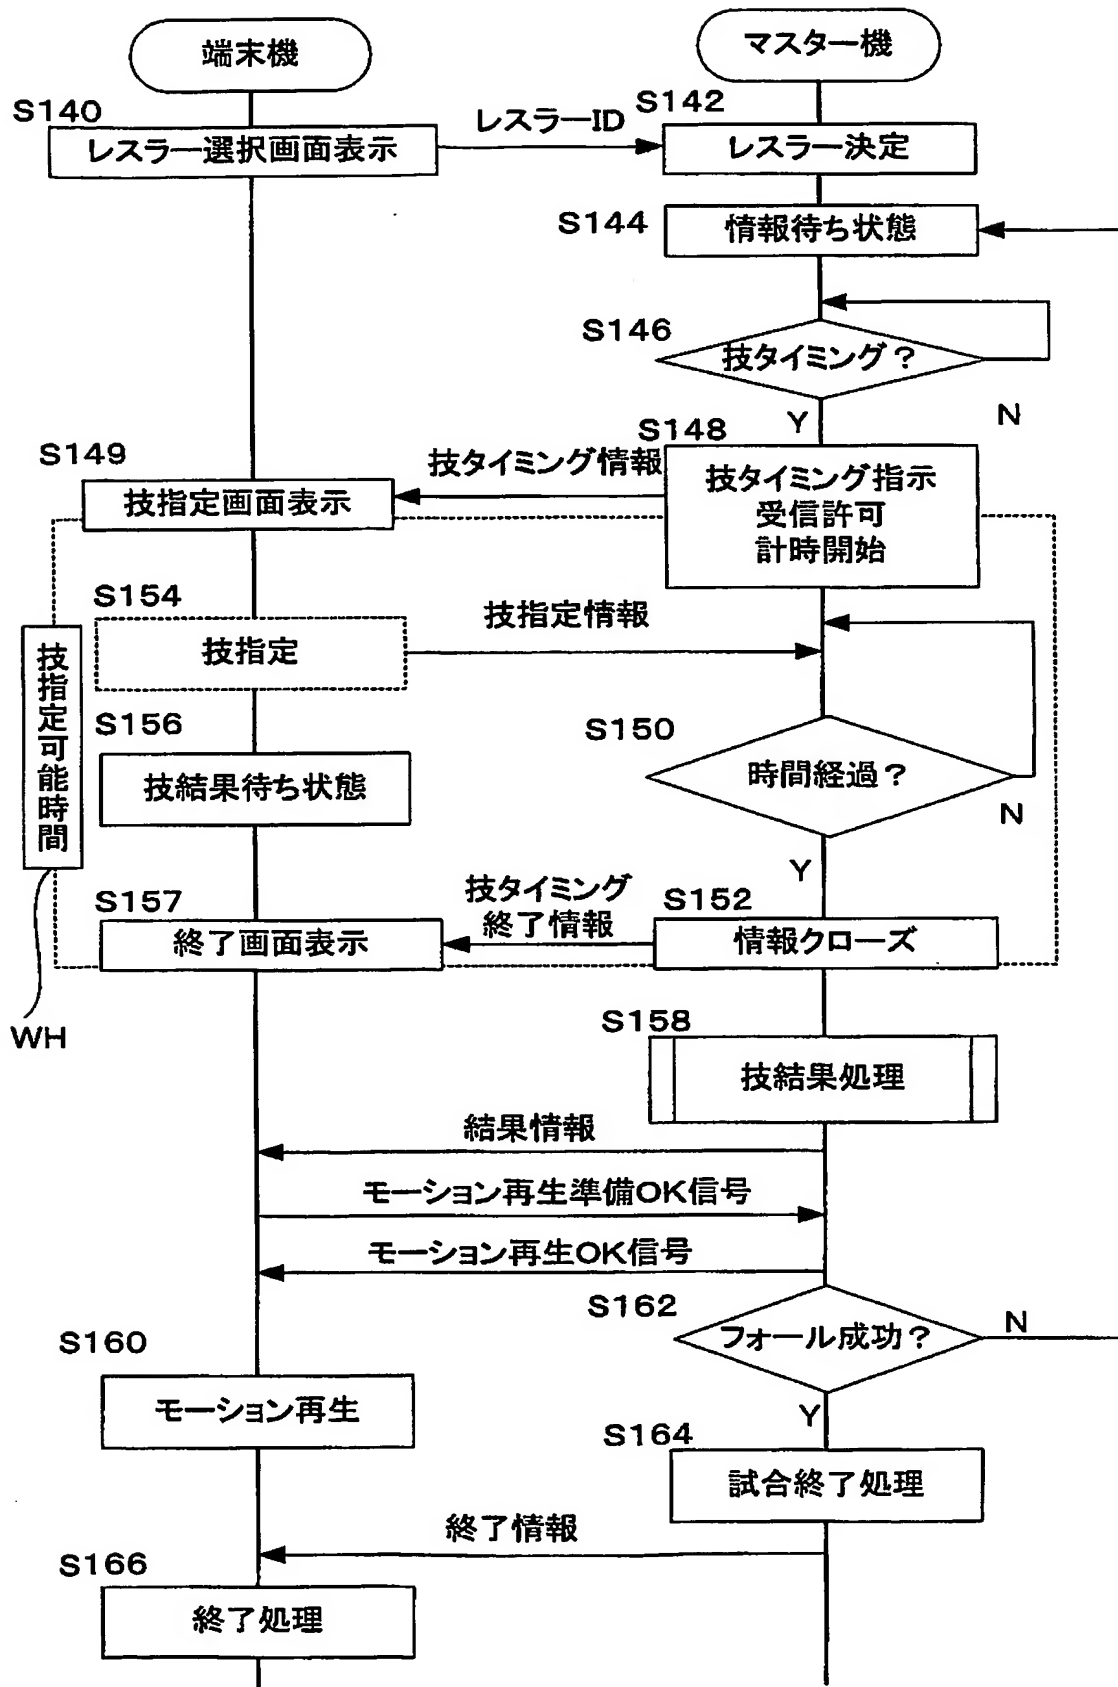 端末機
マスター機
S140
レスラー選択画面表示
レスラーID
S142
レスラー決定
S144
情報待ち状態
S146
技タイミング?
Y
N
S148
技タイミング指示
受信許可
計時開始
技タイミング情報
S149
技指定画面表示
S154
技指定
技指定情報
技指定可能時間
WH
S156
技結果待ち状態
S150
時間経過?
N
Y
S157
終了画面表示
技タイミング
終了情報
S152
情報クローズ
S158
技結果処理
結果情報
モーション再生準備OK信号
モーション再生OK信号
S162
フォール成功?
N
Y
S160
モーション再生
S164
試合終了処理
終了情報
S166
終了処理